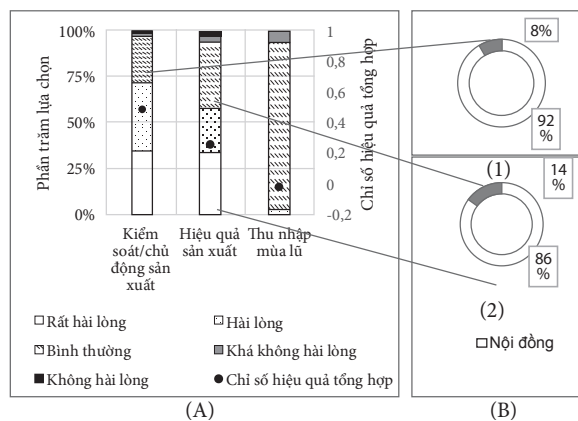 Phần trăm lựa chọn
100%
75%
50%
25%
0%
1
0,8
0,6
0,4
0,2
0
-0,2
Chỉ số hiệu quả tổng hợp
Kiểm
soát/chủ
động sản
xuất
Hiệu quả
sản xuất
Thu nhập
mùa lũ
Rất hài lòng
Hài lòng
Bình thường
Khá không hài lòng
Không hài lòng
Chỉ số hiệu quả tổng hợp
(A)
8%
92
%
(1)
14
%
86
%
(2)
Nội đồng
(B)